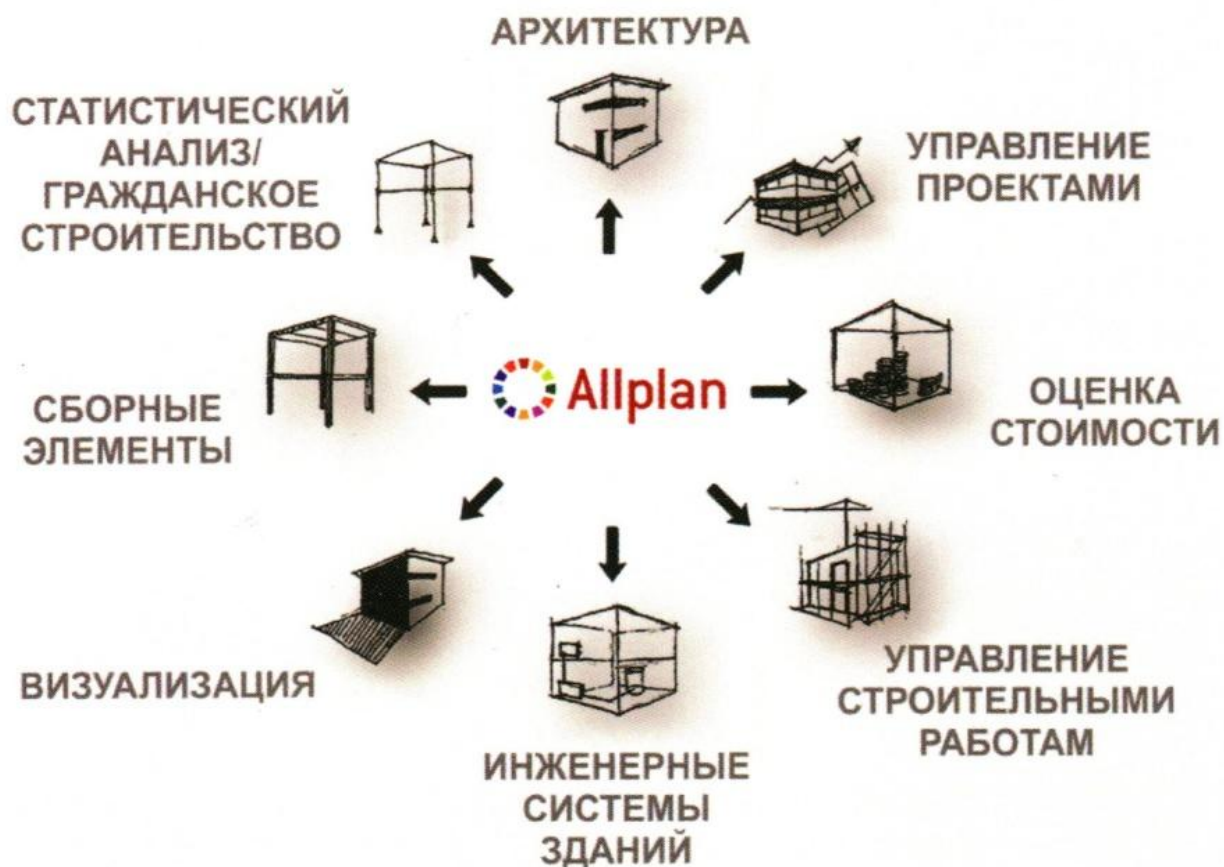 АРХИТЕКТУРА
СТАТИСТИЧЕСКИЙ
АНАЛИЗ/
ГРАЖДАНСКОЕ
СТРОИТЕЛЬСТВО
УПРАВЛЕНИЕ
ПРОЕКТАМИ
СБОРНЫЕ
ЭЛЕМЕНТЫ
Allplan
ОЦЕНКА
СТОИМОСТИ
ВИЗУАЛИЗАЦИЯ
ИНЖЕНЕРНЫЕ
СИСТЕМЫ
ЗДАНИЙ
УПРАВЛЕНИЕ
СТРОИТЕЛЬНЫМИ
РАБОТАМ